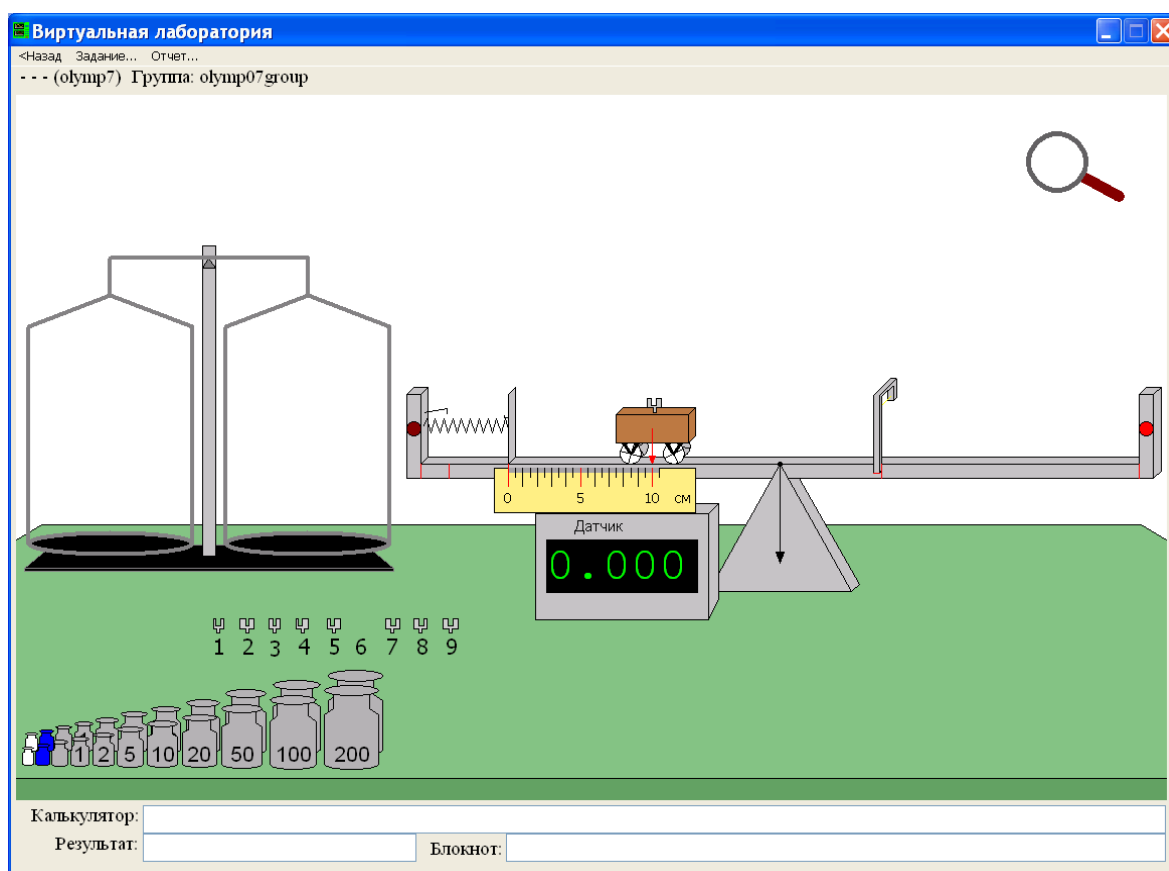 Виртуальная лаборатория
<Назад Задание... Отчет...
- - - (olymp7) Группа: olymp07group
0 5 10 см
Датчик
0.000
1 2 3 4 5 6 7 8 9
1 2 5 10 20 50 100 200
Калькулятор:
Результат: Блокнот: